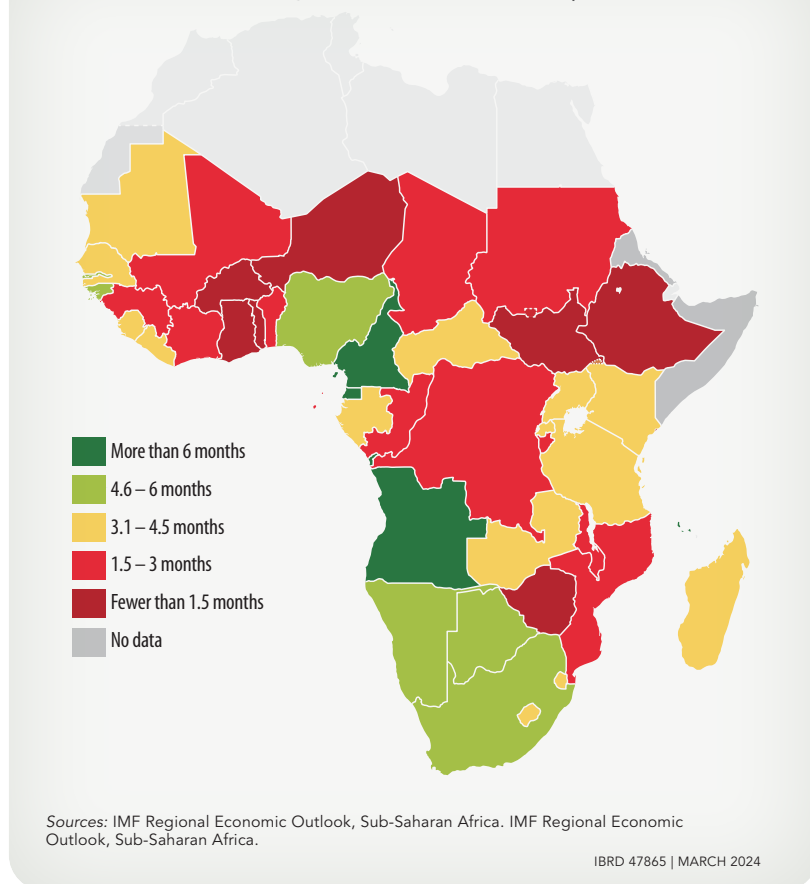 More than 6 months
4.6 – 6 months
3.1 – 4.5 months
1.5 – 3 months
Fewer than 1.5 months
No data
Sources: IMF Regional Economic Outlook, Sub-Saharan Africa. IMF Regional Economic
Outlook, Sub-Saharan Africa.
IBRD 47865 | MARCH 2024